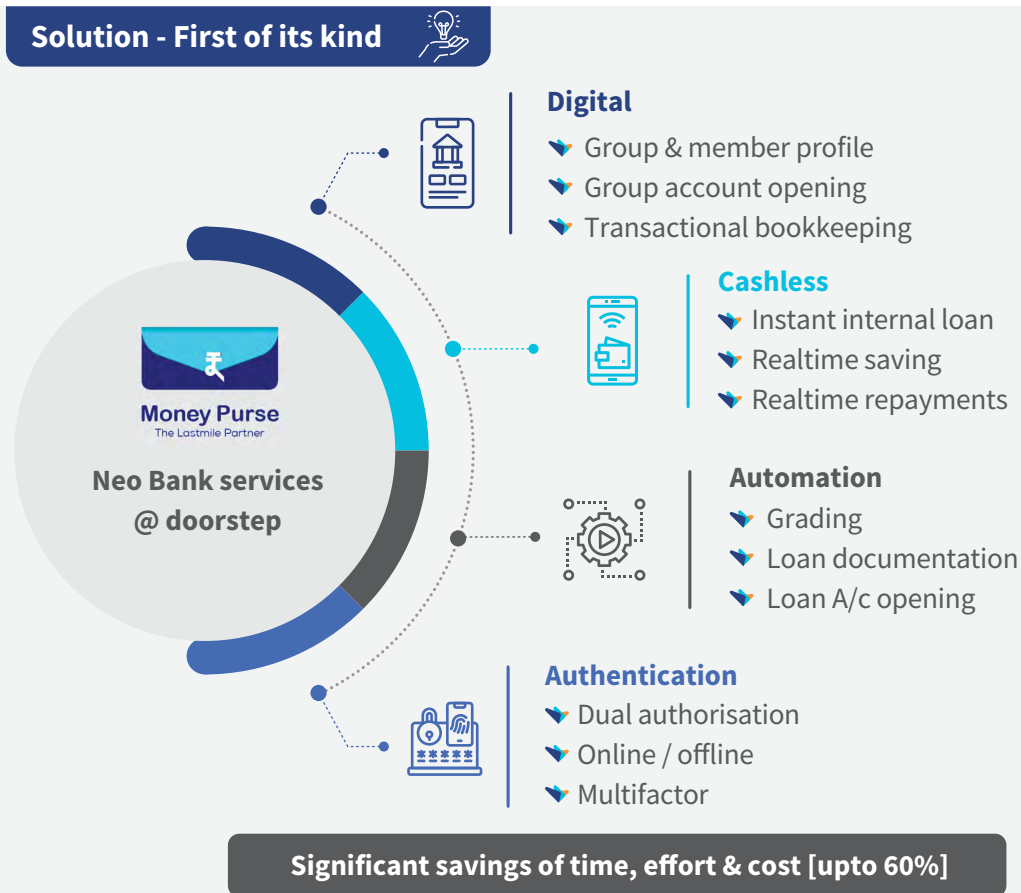 Solution - First of its kind
Digital
Group & member profile
Group account opening
Transactional bookkeeping
Cashless
Instant internal loan
Realtime saving
Realtime repayments
₹
Money Purse
The Lastmile Partner
Neo Bank services
@ doorstep
Automation
Grading
Loan documentation
Loan A/c opening
Authentication
Dual authorisation
Online / offline
Multifactor
Significant savings of time, effort & cost [upto 60%]